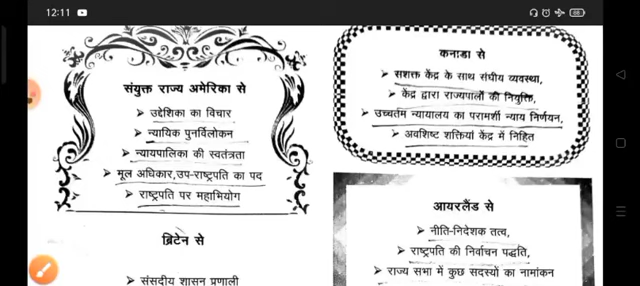 12:11
संयुक्त राज्य अमेरिका से
➤ उद्देशिका का विचार
➤ न्यायिक पुनर्विलोकन
➤ न्यायपालिका की स्वतंत्रता
➤ मूल अधिकार,उप-राष्ट्रपति का पद
➤ राष्ट्रपति पर महाभियोग
ब्रिटेन से
➤ संसदीय शासन प्रणाली
कनाडा से
➤ सशक्त केंद्र के साथ संघीय व्यवस्था,
➤ केंद्र द्वारा राज्यपालों की नियुक्ति,
➤ उच्चतम न्यायालय का परामर्शी न्याय निर्णयन,
➤ अवशिष्ट शक्तियां केंद्र में निहित
आयरलैंड से
➤ नीति-निदेशक तत्व,
➤ राष्ट्रपति की निर्वाचन पद्धति,
➤ राज्य सभा में कुछ सदस्यों का नामांकन